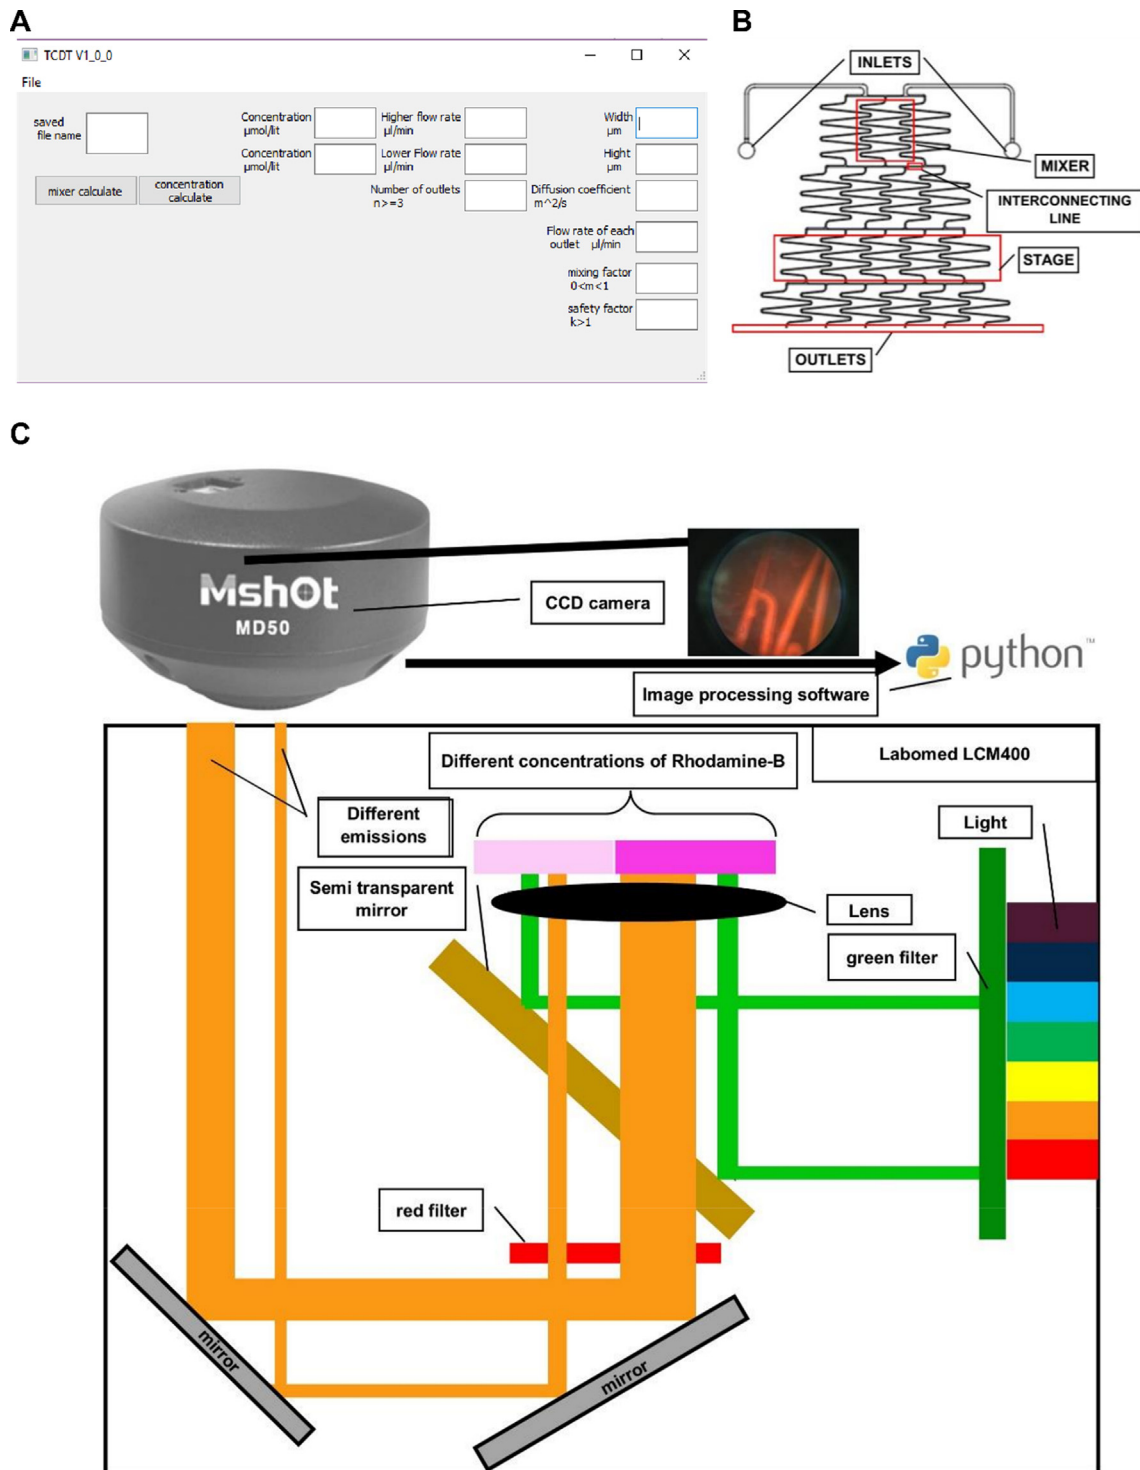 A
TCDT V1_0_0
File
saved
file name
Concentration
µmol/lit
Higher flow rate
µl/min
Width
µm
Concentration
µmol/lit
Lower Flow rate
µl/min
Hight
µm
mixer calculate
concentration
calculate
Number of outlets
n>=3
Diffusion coefficient
m^2/s
Flow rate of each
outlet µl/min
mixing factor
0<m<1
safety factor
k>1
B
INLETS
MIXER
INTERCONNECTING
LINE
STAGE
OUTLETS
C
MshOt
MD50
CCD camera
python™
Image processing software
Different concentrations of Rhodamine-B
Labomed LCM400
Different
emissions
Light
Semi transparent
mirror
Lens
green filter
red filter
mirror
mirror